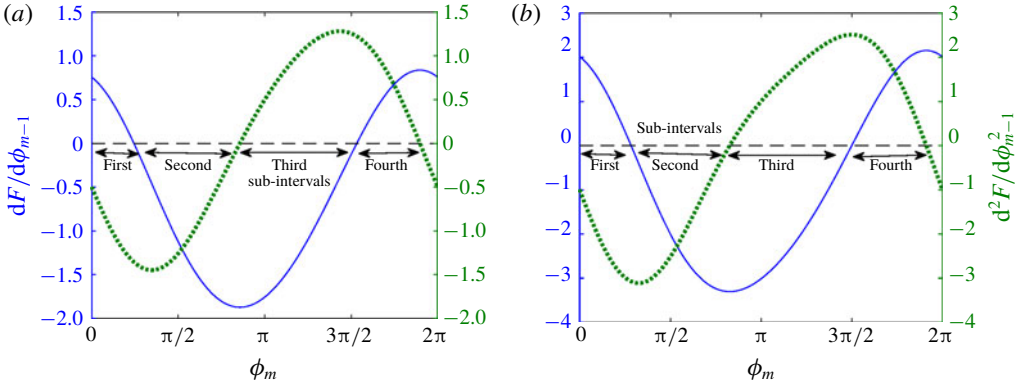 (a)
1.5
1.0
0.5
0
−0.5
−1.0
−1.5
−2.0
dF/dϕm−1
1.5
1.0
0.5
0
−0.5
−1.0
−1.5
−2.0
First
Second
Third
sub-intervals
Fourth
0
π/2
π
3π/2
2π
ϕm
(b)
3
2
1
0
−1
−2
−3
−4
3
2
1
0
−1
−2
−3
−4
d²F/dϕ²m−1
Sub-intervals
First
Second
Third
Fourth
0
π/2
π
3π/2
2π
ϕm